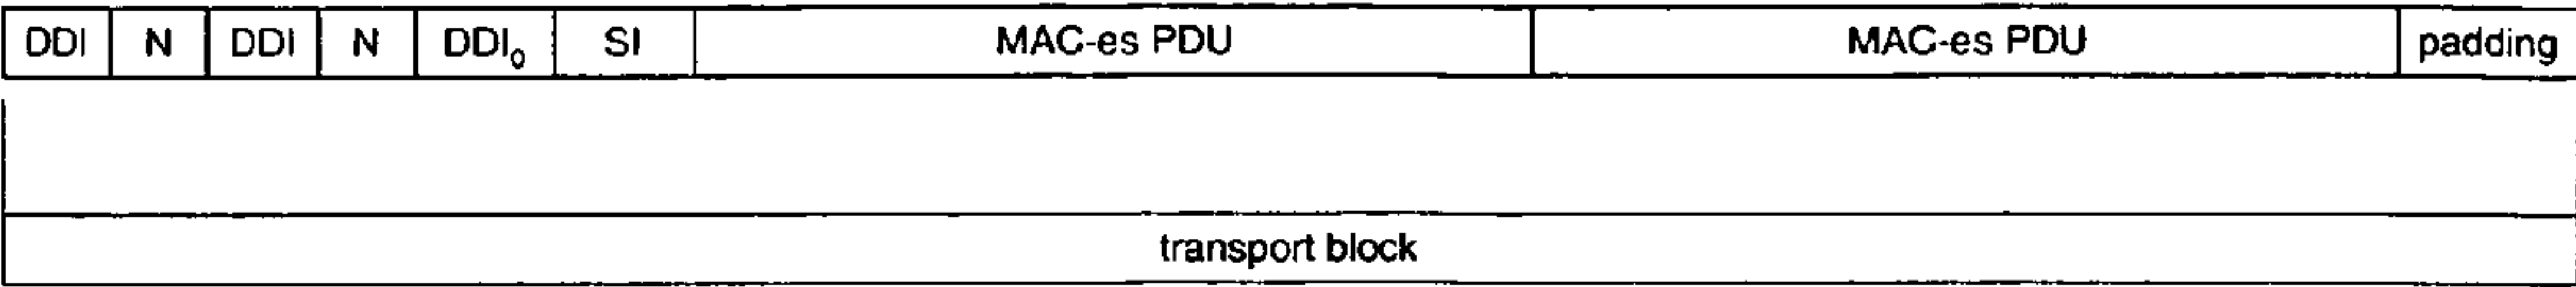 DDI N DDI N DDI₀ SI MAC-es PDU MAC-es PDU padding
transport block